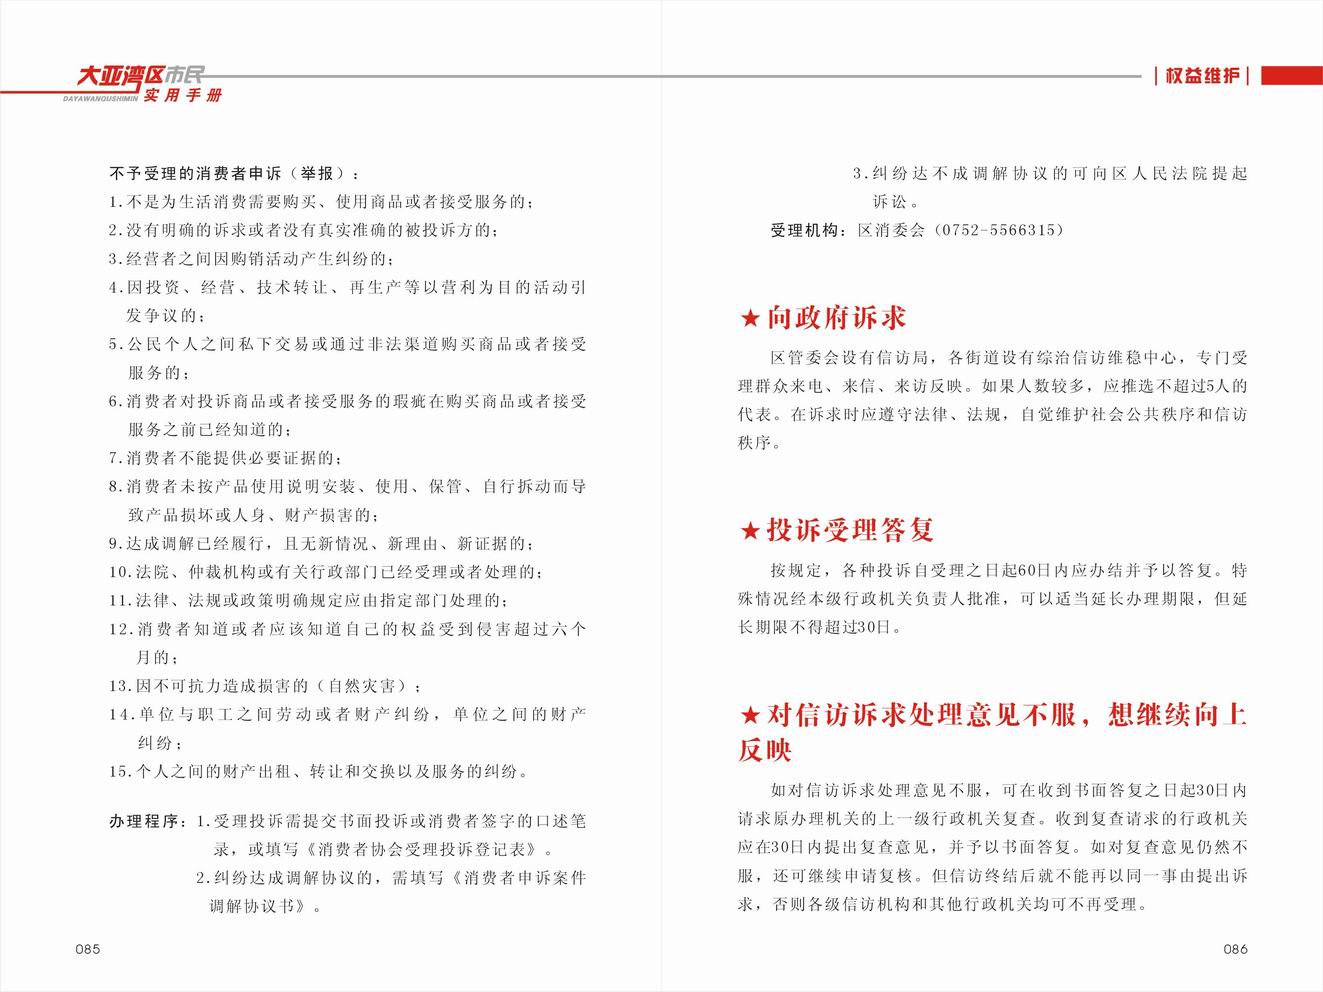 大亚湾区市民
DAYAWANQUSHIMIN 实用手册
不予受理的消费者申诉（举报）:
1.不是为生活消费需要购买、使用商品或者接受服务的;
2.没有明确的诉求或者没有真实准确的被投诉方的;
3.经营者之间因购销活动产生纠纷的;
4.因投资、经营、技术转让、再生产等以营利为目的活动引
发争议的;
5.公民个人之间私下交易或通过非法渠道购买商品或者接受
服务的;
6.消费者对投诉商品或者接受服务的瑕疵在购买商品或者接受
服务之前已经知道的;
7.消费者不能提供必要证据的;
8.消费者未按产品使用说明安装、使用、保管、自行拆动而导
致产品损坏或人身、财产损害的;
9.达成调解已经履行，且无新情况、新理由、新证据的;
10.法院、仲裁机构或有关行政部门已经受理或者处理的;
11.法律、法规或政策明确规定应由指定部门处理的;
12.消费者知道或者应该知道自己的权益受到侵害超过六个
月的;
13.因不可抗力造成损害的（自然灾害）;
14.单位与职工之间劳动或者财产纠纷，单位之间的财产
纠纷;
15.个人之间的财产出租、转让和交换以及服务的纠纷。
办理程序: 1.受理投诉需提交书面投诉或消费者签字的口述笔
录，或填写《消费者协会受理投诉登记表》。
2.纠纷达成调解协议的，需填写《消费者申诉案件
调解协议书》。
085
权益维护
3.纠纷达不成调解协议的可向区人民法院提起
诉讼。
受理机构: 区消委会（0752-5566315）
★向政府诉求
区管委会设有信访局，各街道设有综治信访维稳中心，专门受
理群众来电、来信、来访反映。如果人数较多，应推选不超过5人的
代表。在诉求时应遵守法律、法规，自觉维护社会公共秩序和信访
秩序。
★投诉受理答复
按规定，各种投诉自受理之日起60日内应办结并予以答复。特
殊情况经本级行政机关负责人批准，可以适当延长办理期限，但延
长期限不得超过30日。
★对信访诉求处理意见不服，想继续向上
反映
如对信访诉求处理意见不服，可在收到书面答复之日起30日内
请求原办理机关的上一级行政机关复查。收到复查请求的行政机关
应在30日内提出复查意见，并予以书面答复。如对复查意见仍然不
服，还可继续申请复核。但信访终结后就不能再以同一事由提出诉
求，否则各级信访机构和其他行政机关均可不再受理。
086